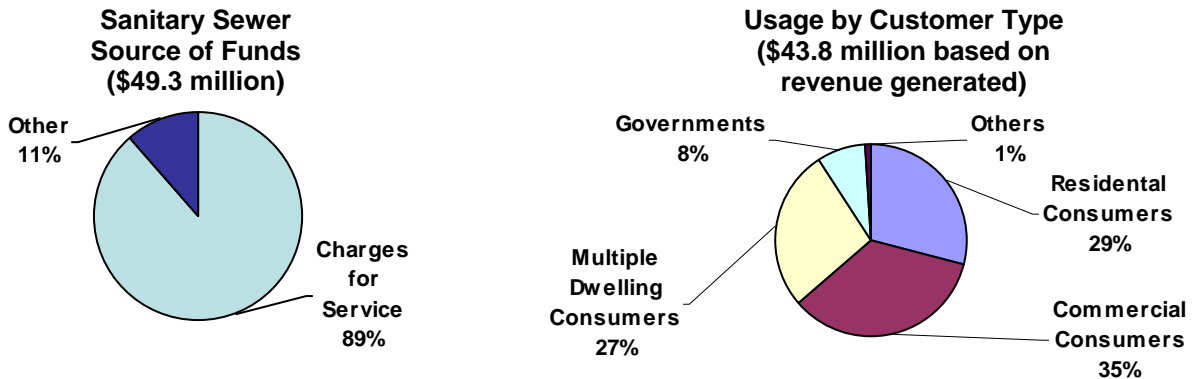 Sanitary Sewer
Source of Funds
($49.3 million)
Other
11%
Charges
for
Service
89%
Usage by Customer Type
($43.8 million based on
revenue generated)
Governments
8%
Others
1%
Residental
Consumers
29%
Multiple
Dwelling
Consumers
27%
Commercial
Consumers
35%